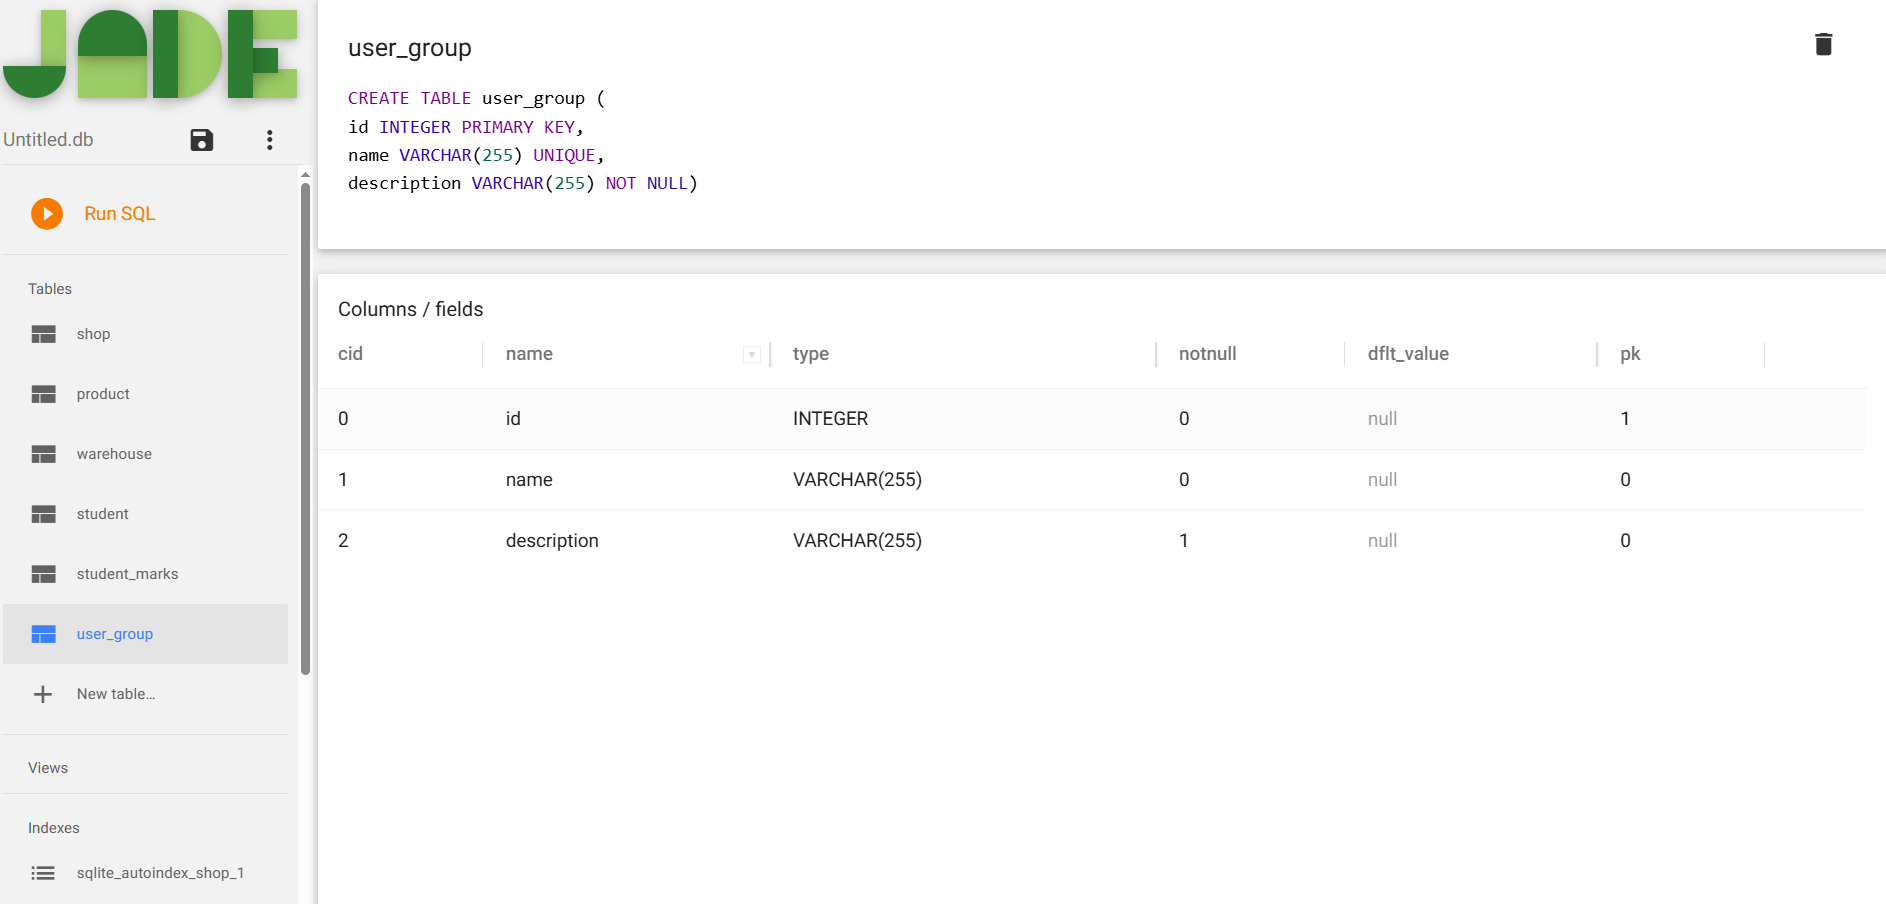 JADE
Untitled.db
Run SQL
Tables
shop
product
warehouse
student
student_marks
user_group
New table...
Views
Indexes
sqlite_autoindex_shop_1
user_group
CREATE TABLE user_group (
id INTEGER PRIMARY KEY,
name VARCHAR(255) UNIQUE,
description VARCHAR(255) NOT NULL)
Columns / fields
cid name type notnull dflt_value pk
0 id INTEGER 0 null 1
1 name VARCHAR(255) 0 null 0
2 description VARCHAR(255) 1 null 0